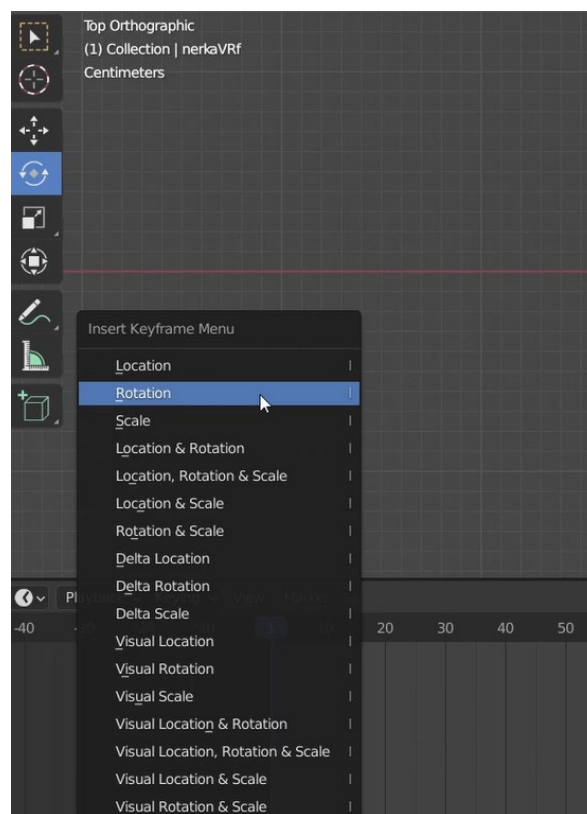 Top Orthographic
(1) Collection | nerkaVRf
Centimeters
Insert Keyframe Menu
Location I
Rotation I
Scale I
Location & Rotation I
Location, Rotation & Scale I
Location & Scale I
Rotation & Scale I
Delta Location I
Delta Rotation I
Delta Scale I
Visual Location I
Visual Rotation I
Visual Scale I
Visual Location & Rotation I
Visual Location, Rotation & Scale I
Visual Location & Scale I
Visual Rotation & Scale I
View Marker
-40 20 30 40 50